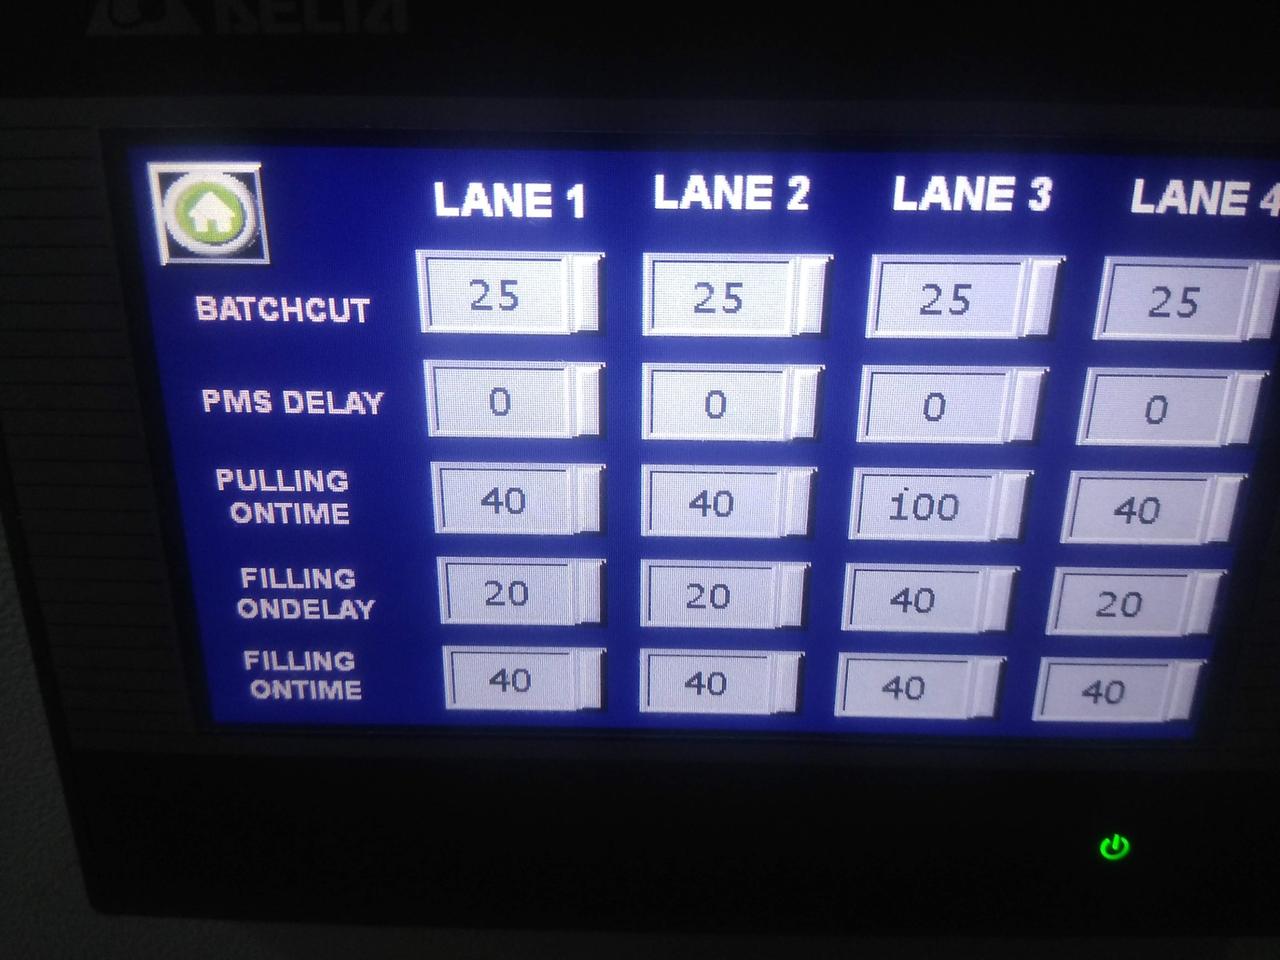 DELTA
LANE 1 LANE 2 LANE 3 LANE 4
BATCHCUT 25 25 25 25
PMS DELAY 0 0 0 0
PULLING
ONTIME 40 40 100 40
FILLING
ONDELAY 20 20 40 20
FILLING
ONTIME 40 40 40 40